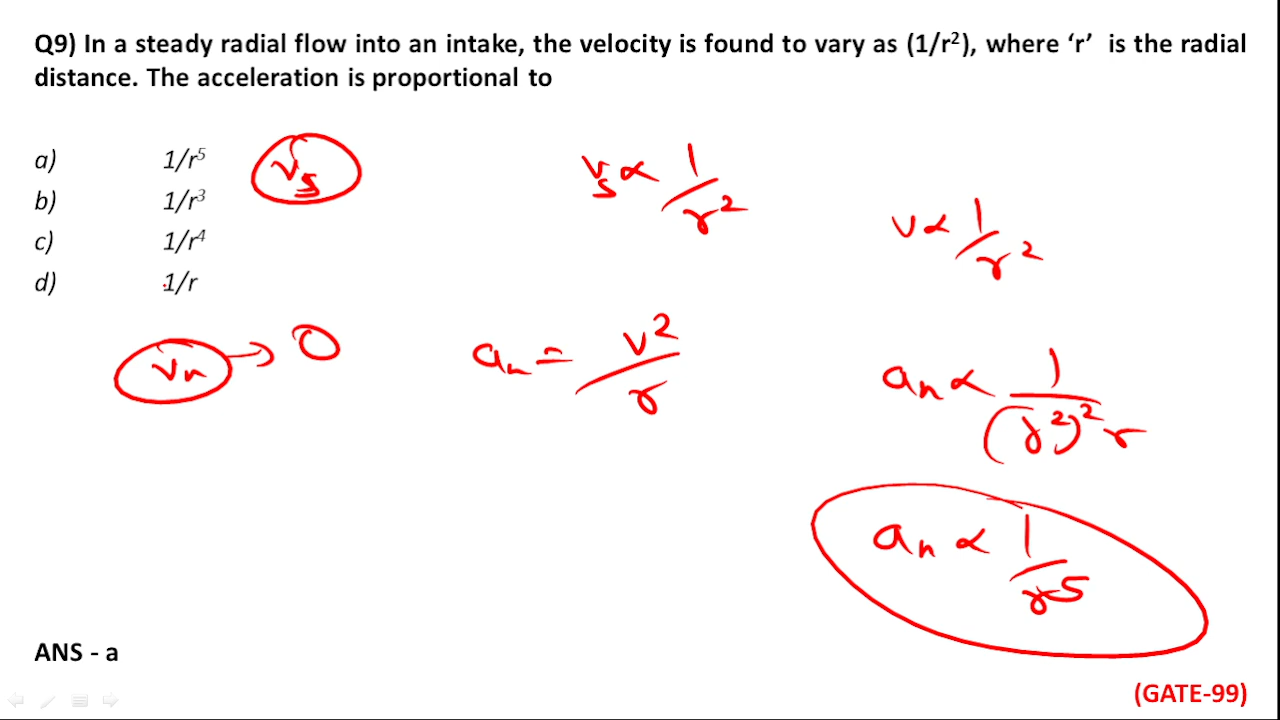 Q9) In a steady radial flow into an intake, the velocity is found to vary as (1/r²), where ‘r’ is the radial
distance. The acceleration is proportional to
a) 1/r⁵
b) 1/r³
c) 1/r⁴
d) 1/r
Vs
Vs ∝ 1/r²
V ∝ 1/r²
Vn → 0
an = V²/r
an ∝ 1/(r²)² r
an ∝ 1/r⁵
ANS - a
(GATE-99)